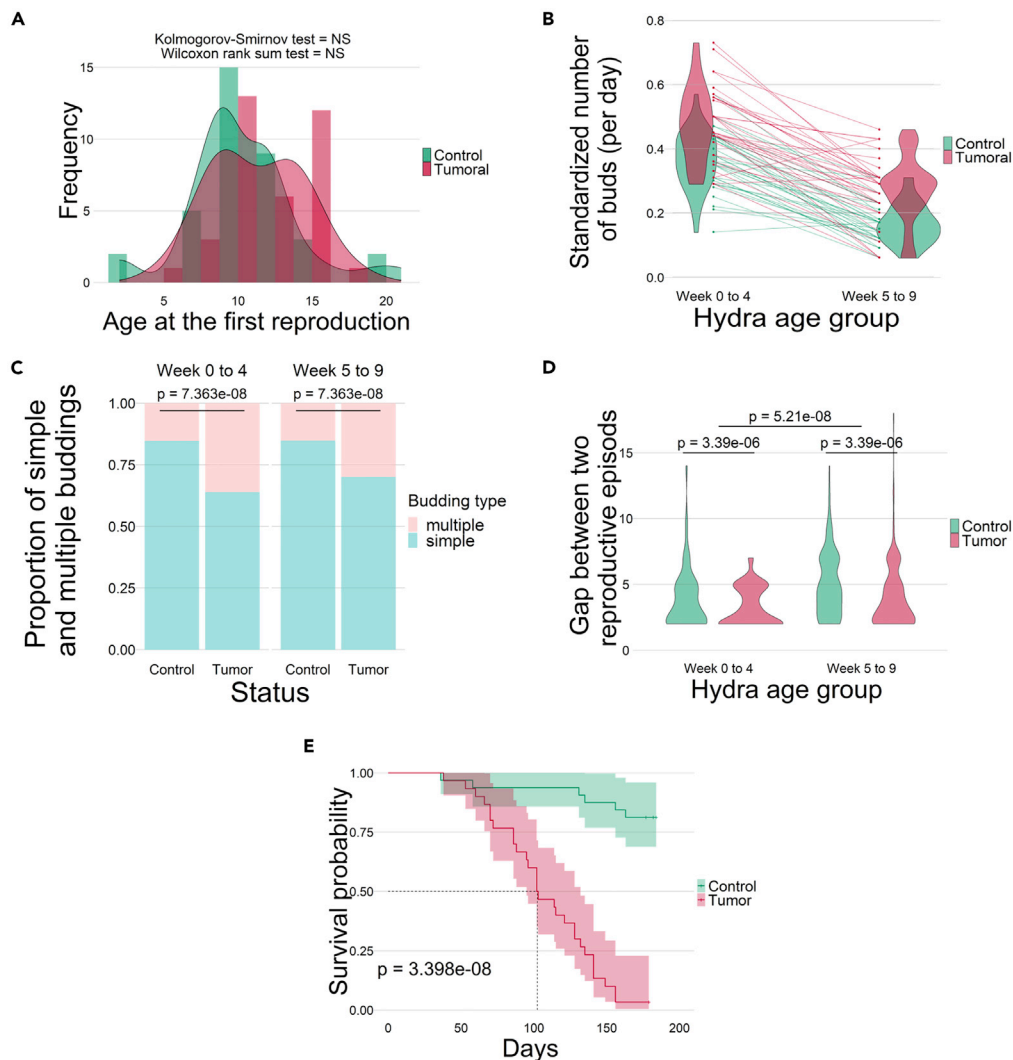 A
Kolmogorov-Smirnov test = NS
Wilcoxon rank sum test = NS
15
10
5
0
Frequency
5
10
15
20
Age at the first reproduction
Control
Tumoral
B
0.8
0.6
0.4
0.2
0.0
Standardized number
of buds (per day)
Week 0 to 4
Week 5 to 9
Hydra age group
Control
Tumoral
C
Week 0 to 4
Week 5 to 9
p = 7.363e-08
p = 7.363e-08
1.00
0.75
0.50
0.25
0.00
Proportion of simple
and multiple buddings
Control
Tumor
Control
Tumor
Status
Budding type
multiple
simple
D
p = 5.21e-08
p = 3.39e-06
p = 3.39e-06
15
10
5
0
Gap between two
reproductive episods
Week 0 to 4
Week 5 to 9
Hydra age group
Control
Tumor
E
1.00
0.75
0.50
0.25
0.00
Survival probability
p = 3.398e-08
0
50
100
150
200
Days
Control
Tumor